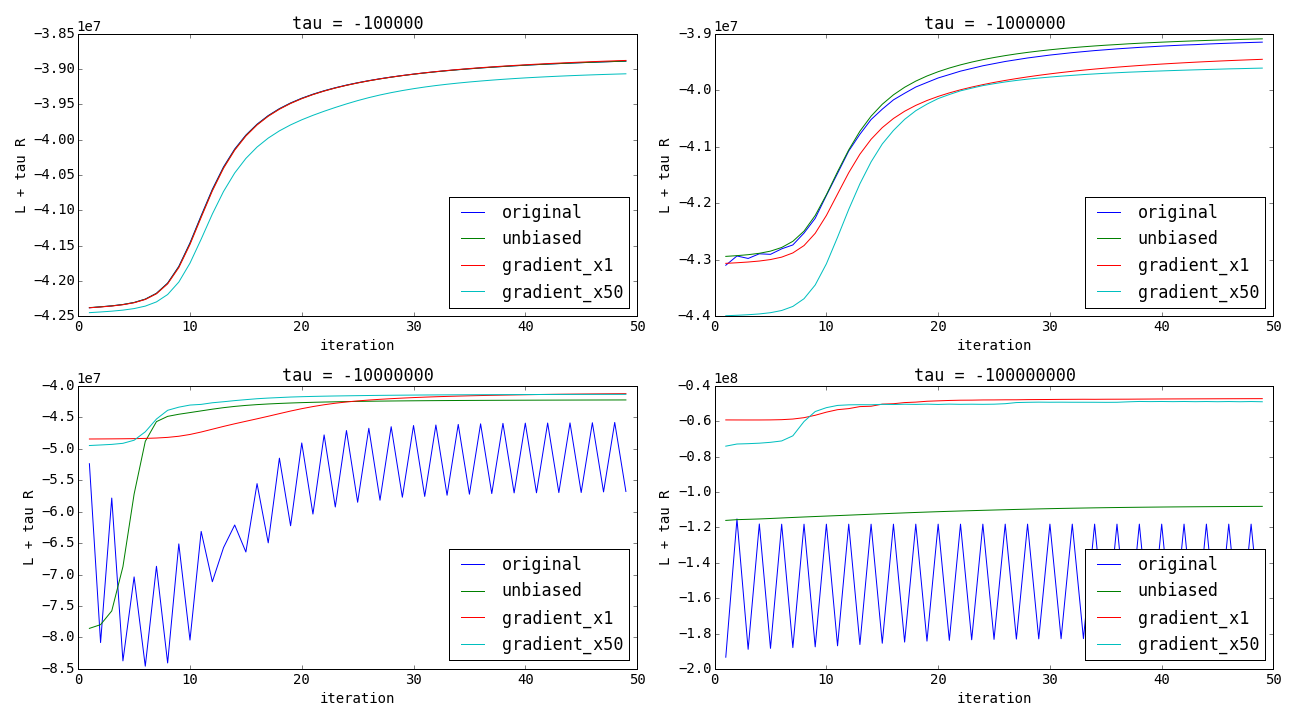 tau = -100000
1e7
−3.85
−3.90
−3.95
−4.00
−4.05
−4.10
−4.15
−4.20
−4.25
L + tau R
0
10
20
30
40
50
iteration
original
unbiased
gradient_x1
gradient_x50
tau = -1000000
1e7
−3.9
−4.0
−4.1
−4.2
−4.3
−4.4
L + tau R
0
10
20
30
40
50
iteration
original
unbiased
gradient_x1
gradient_x50
tau = -10000000
1e7
−4.0
−4.5
−5.0
−5.5
−6.0
−6.5
−7.0
−7.5
−8.0
−8.5
L + tau R
0
10
20
30
40
50
iteration
original
unbiased
gradient_x1
gradient_x50
tau = -100000000
1e8
−0.4
−0.6
−0.8
−1.0
−1.2
−1.4
−1.6
−1.8
−2.0
L + tau R
0
10
20
30
40
50
iteration
original
unbiased
gradient_x1
gradient_x50